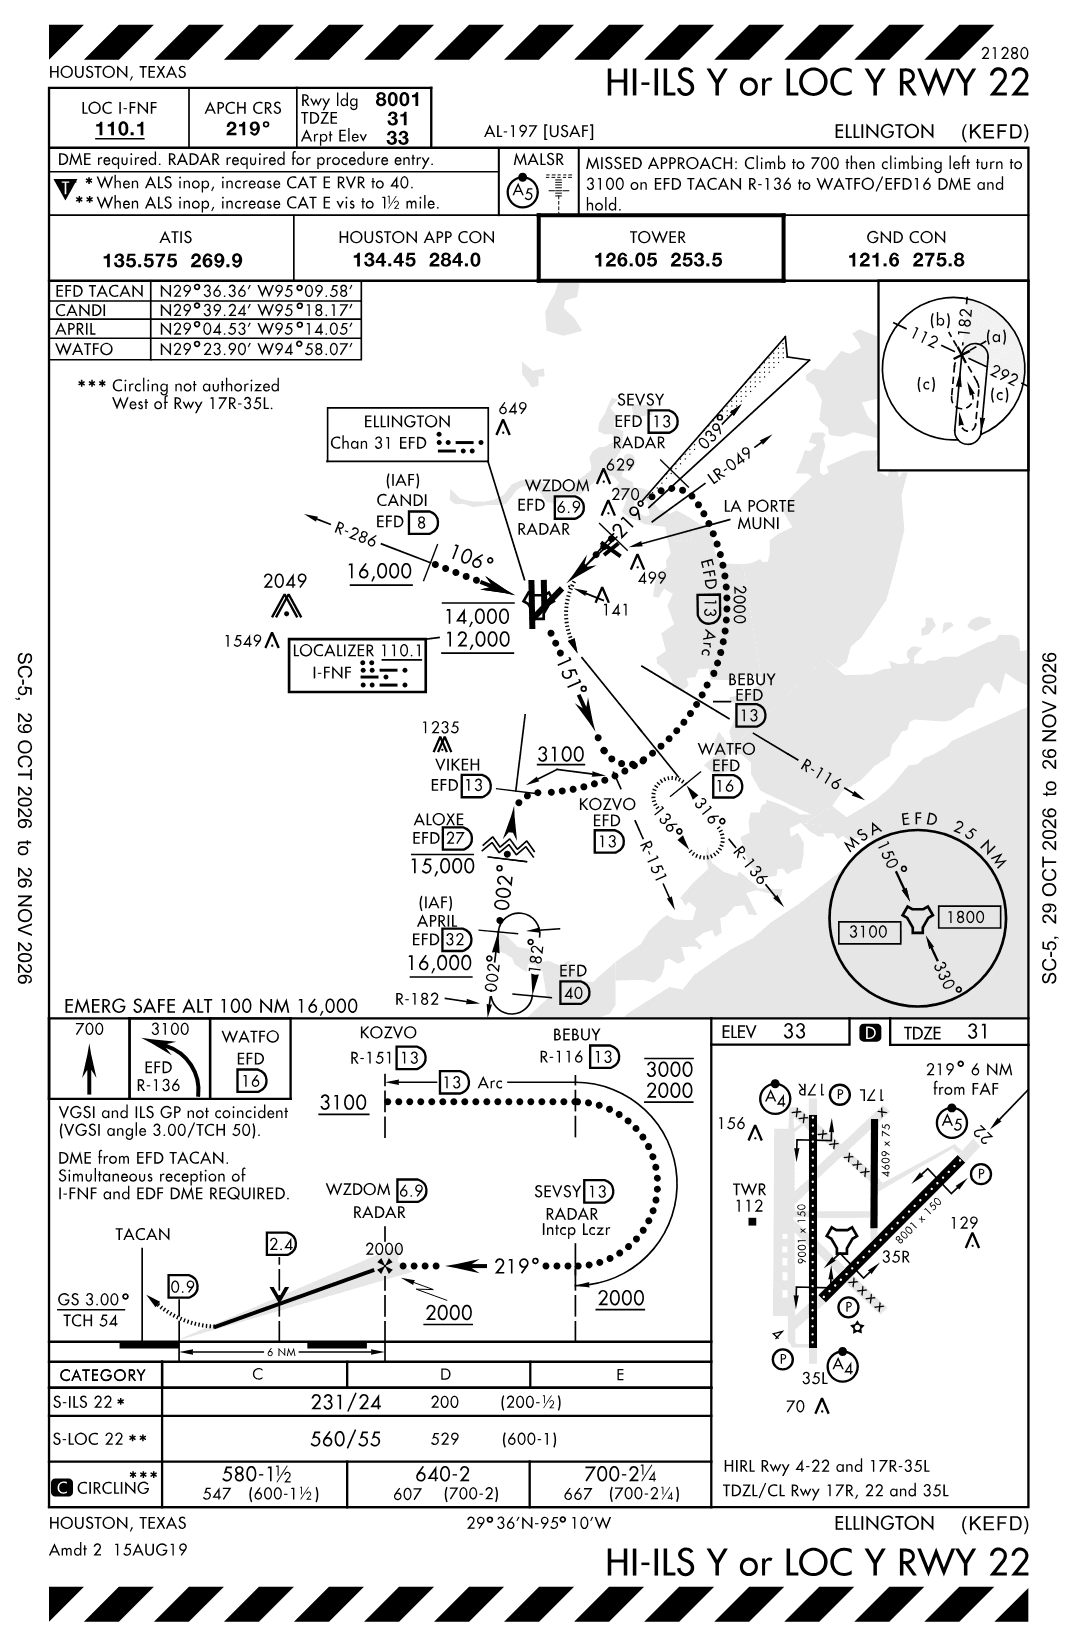 21280
HOUSTON, TEXAS
HI-ILS Y or LOC Y RWY 22
LOC I-FNF
110.1
APCH CRS
219°
Rwy ldg 8001
TDZE 31
Arpt Elev 33
AL-197 [USAF]
ELLINGTON (KEFD)
DME required. RADAR required for procedure entry.
T
* When ALS inop, increase CAT E RVR to 40.
** When ALS inop, increase CAT E vis to 1½ mile.
MALSR
A5
MISSED APPROACH: Climb to 700 then climbing left turn to
3100 on EFD TACAN R-136 to WATFO/EFD16 DME and
hold.
ATIS
135.575 269.9
HOUSTON APP CON
134.45 284.0
TOWER
126.05 253.5
GND CON
121.6 275.8
EFD TACAN N29°36.36’ W95°09.58’
CANDI N29°39.24’ W95°18.17’
APRIL N29°04.53’ W95°14.05’
WATFO N29°23.90’ W94°58.07’
*** Circling not authorized
West of Rwy 17R-35L.
(b)
182
(a)
112
292
(c)
(c)
649
ELLINGTON
Chan 31 EFD
SEVSY
EFD 13
RADAR
039°
LR-049
629
270
WZDOM
EFD 6.9
RADAR
219°
LA PORTE
MUNI
499
141
(IAF)
CANDI
EFD 8
R-286
106°
16,000
2049
1549
14,000
12,000
LOCALIZER 110.1
I-FNF
EFD 13 Arc
2000
151°
BEBUY
EFD
13
R-116
1235
3100
VIKEH
EFD 13
WATFO
EFD
16
KOZVO
EFD
13
136°
316°
R-151
R-136
ALOXE
EFD 27
15,000
002°
(IAF)
APRIL
EFD 32
16,000
002°
182°
R-182
EFD
40
MSA EFD 25 NM
150°
3100
1800
330°
EMERG SAFE ALT 100 NM 16,000
SC-5, 29 OCT 2026 to 26 NOV 2026
SC-5, 29 OCT 2026 to 26 NOV 2026
700
3100
EFD
R-136
WATFO
EFD
16
VGSI and ILS GP not coincident
(VGSI angle 3.00/TCH 50).
DME from EFD TACAN.
Simultaneous reception of
I-FNF and EDF DME REQUIRED.
KOZVO
R-151 13
BEBUY
R-116 13
13 Arc
3100
3000
2000
WZDOM 6.9
RADAR
SEVSY 13
RADAR
Intcp Lczr
TACAN
2.4
0.9
2000
219°
2000
2000
GS 3.00°
TCH 54
6 NM
CATEGORY C D E
S-ILS 22 * 231/24 200 (200-½)
S-LOC 22 ** 560/55 529 (600-1)
***
C CIRCLING
580-1½
547 (600-1½)
640-2
607 (700-2)
700-2¼
667 (700-2¼)
ELEV 33
D
TDZE 31
219° 6 NM
from FAF
A4
17R
P
17L
A5
22
156
4609 x 75
P
TWR
112
9001 x 150
8001 x 150
129
35R
P
4
P
35L
A4
70
HIRL Rwy 4-22 and 17R-35L
TDZL/CL Rwy 17R, 22 and 35L
HOUSTON, TEXAS
Amdt 2 15AUG19
29°36’N-95°10’W
ELLINGTON (KEFD)
HI-ILS Y or LOC Y RWY 22